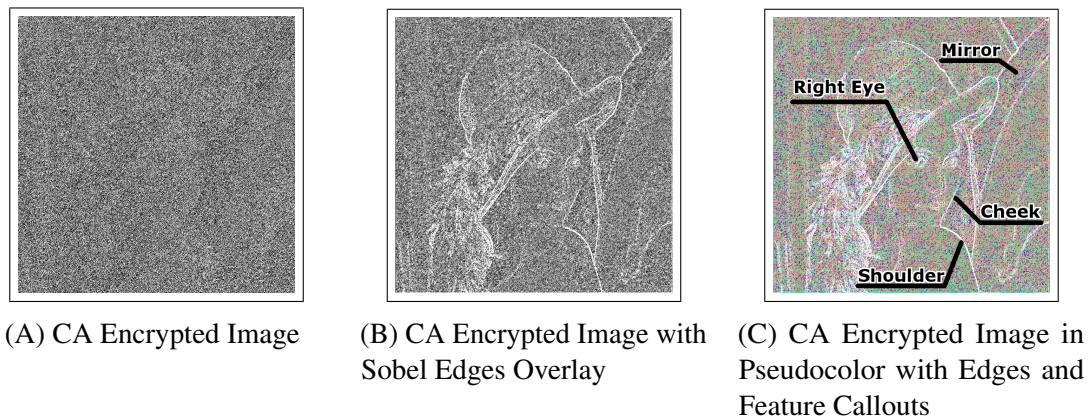 Mirror
Right Eye
Cheek
Shoulder
(A) CA Encrypted Image
(B) CA Encrypted Image with
Sobel Edges Overlay
(C) CA Encrypted Image in
Pseudocolor with Edges and
Feature Callouts